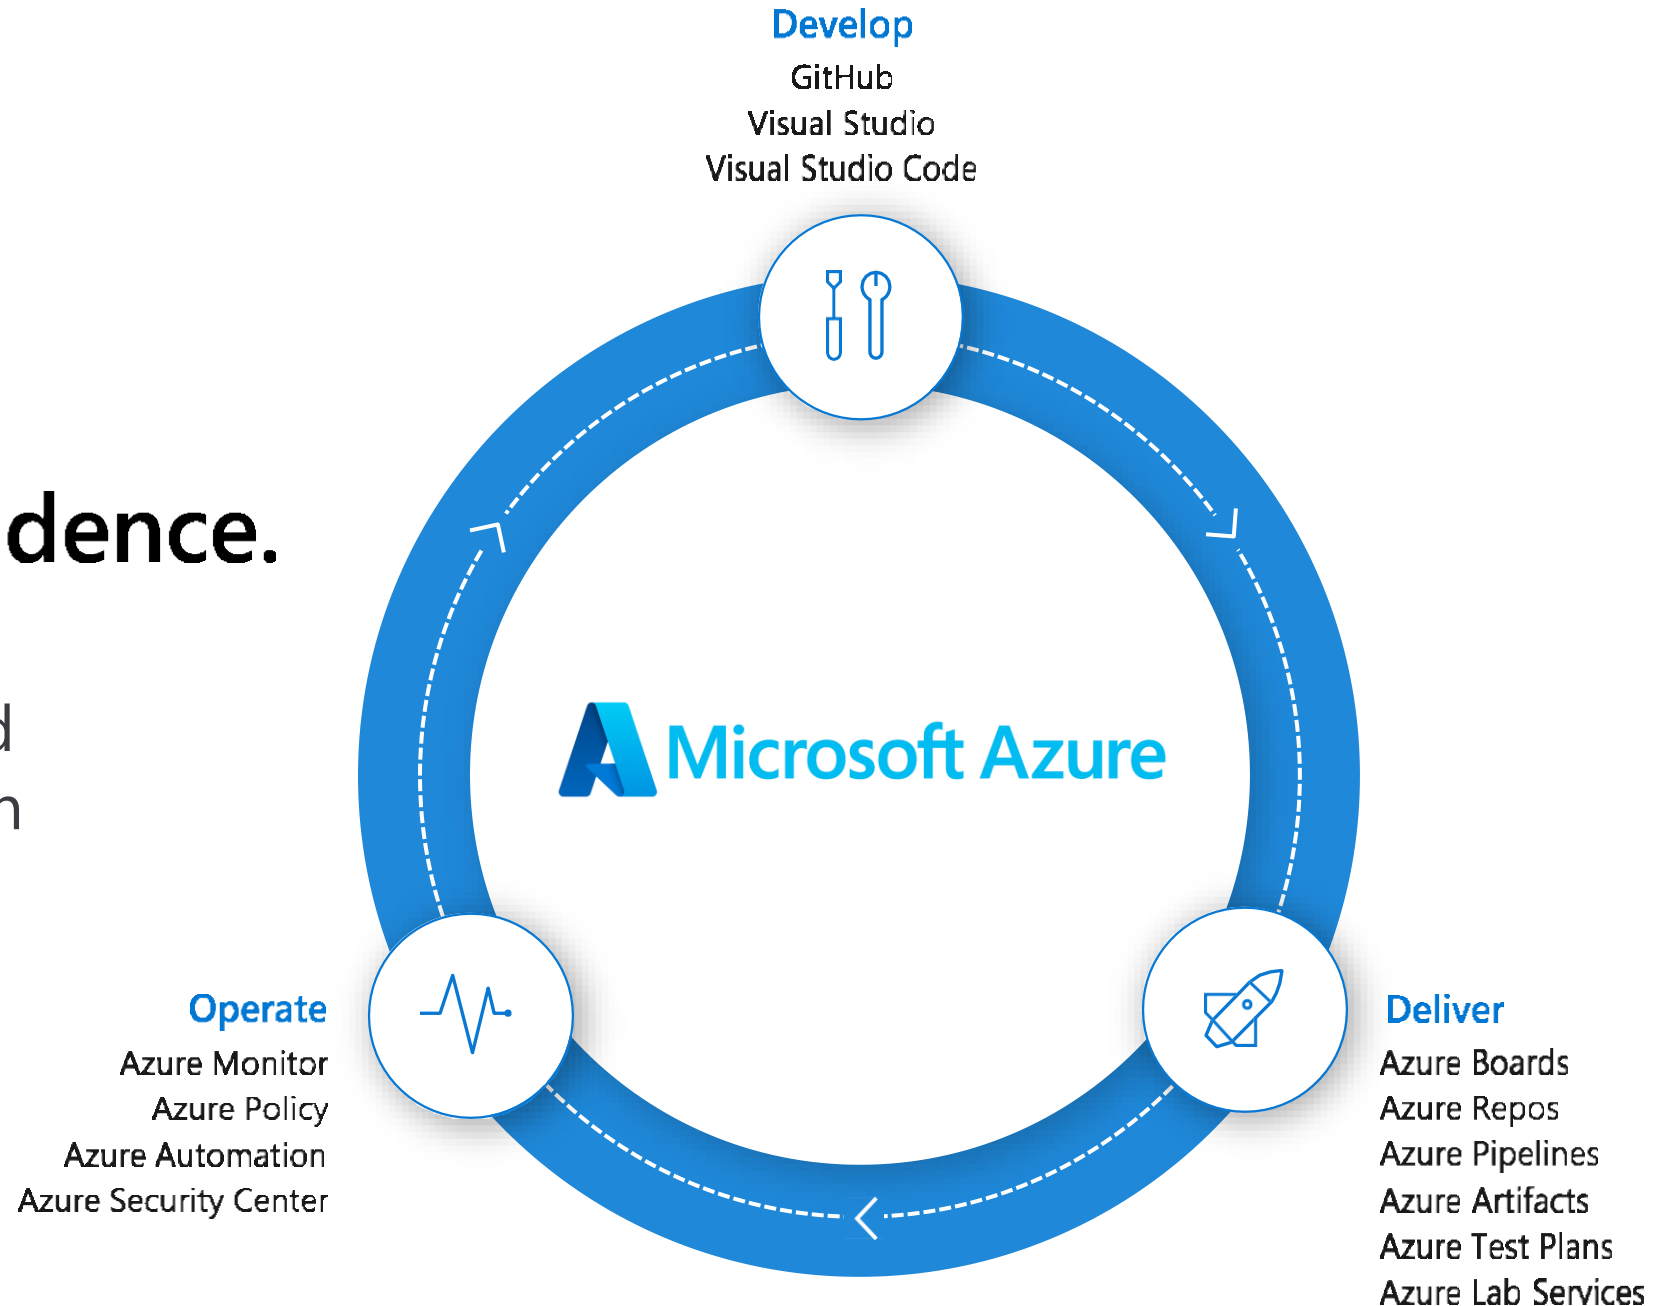 Develop
GitHub
Visual Studio
Visual Studio Code
dence.
d
n
Microsoft Azure
Operate
Azure Monitor
Azure Policy
Azure Automation
Azure Security Center
Deliver
Azure Boards
Azure Repos
Azure Pipelines
Azure Artifacts
Azure Test Plans
Azure Lab Services